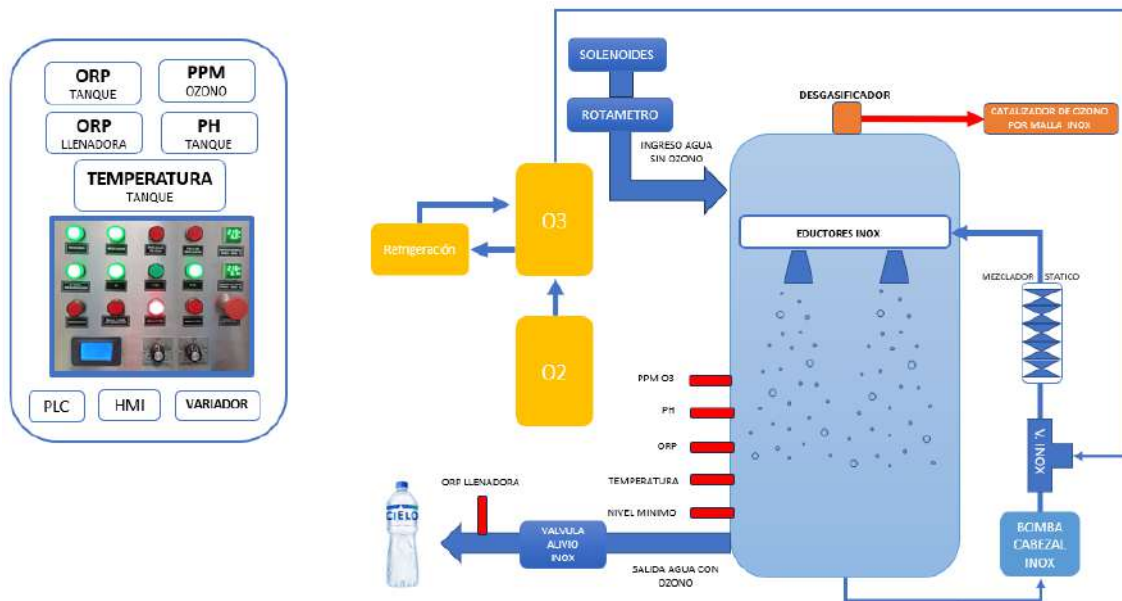 ORP
TANQUE
PPM
OZONO
ORP
LLENADORA
PH
TANQUE
TEMPERATURA
TANQUE
PLC
HMI
VARIADOR
SOLENOIDES
ROTAMETRO
INGRESO AGUA
SIN OZONO
DESGASIFICADOR
CATALIZADOR DE OZONO
POR MALLA INOX
O3
Refrigeración
O2
EDUCTORES INOX
MEZCLADOR STATICO
PPM O3
PH
ORP
TEMPERATURA
NIVEL MINIMO
V. INOX
BOMBA
CABEZAL
INOX
ORP LLENADORA
CIELO
VALVULA
ALIVIO
INOX
SALIDA AGUA CON
OZONO